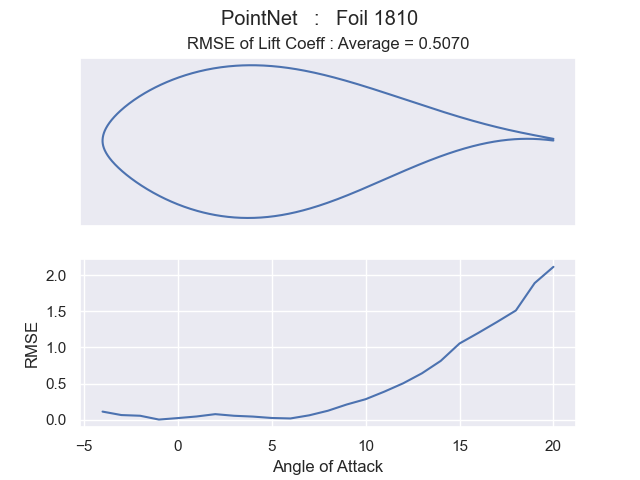 PointNet : Foil 1810
RMSE of Lift Coeff : Average = 0.5070
2.0
1.5
1.0
0.5
0.0
RMSE
−5 0 5 10 15 20
Angle of Attack